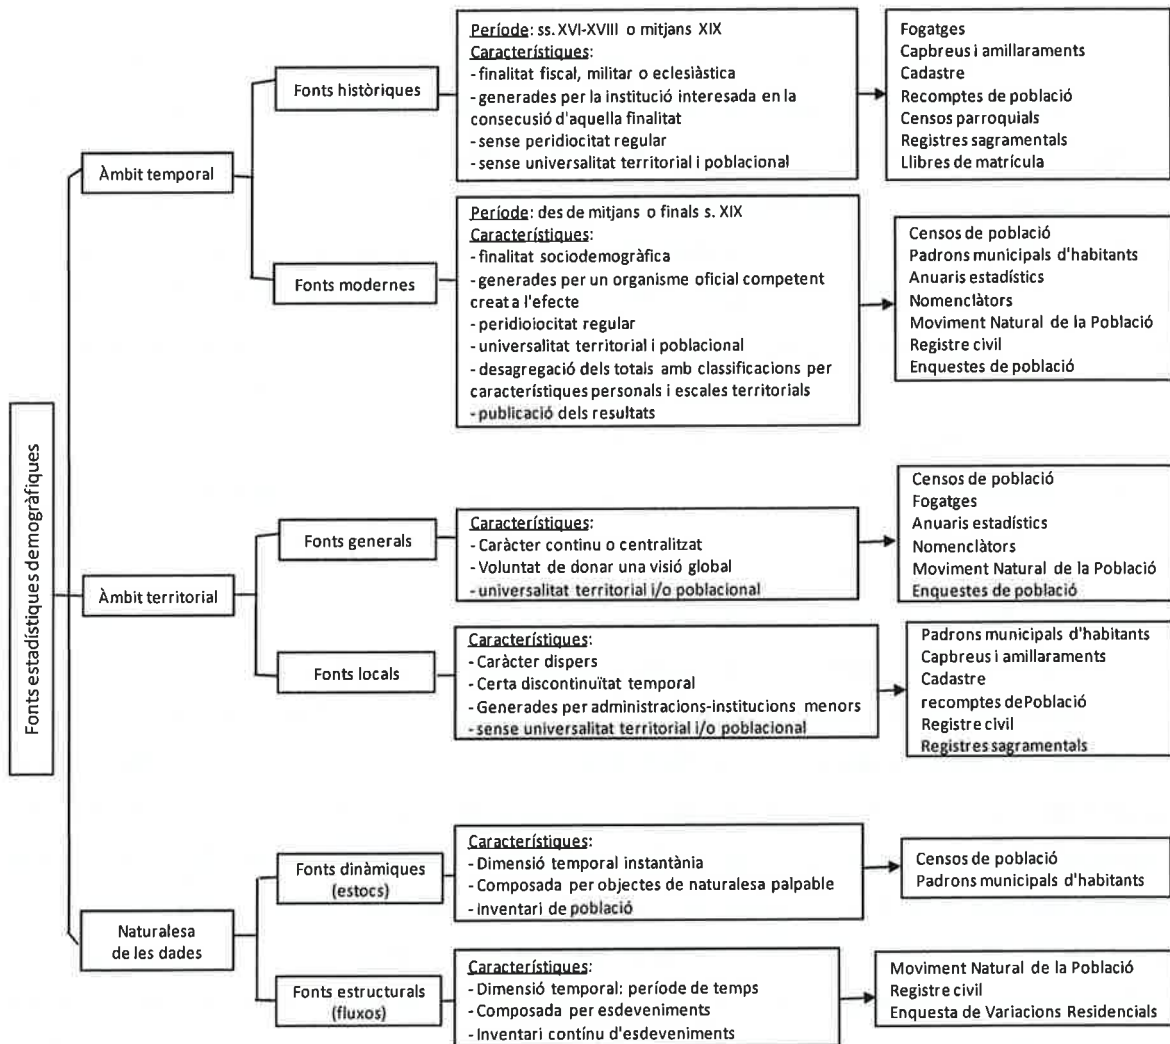 Fonts estadístiques demogràfiques
Àmbit temporal
Fonts històriques
Període: ss. XVI-XVIII o mitjans XIX
Característiques:
-finalitat fiscal, militar o eclesiàstica
-generades per la institució interesada en la
consecusió d'aquella finalitat
-sense peridiocitat regular
-sense universalitat territorial i poblacional
Fogatges
Capbreus i amillaraments
Cadastre
Recomptes de població
Censos parroquials
Registres sagramentals
Llibres de matrícula
Fonts modernes
Període: des de mitjans o finals s. XIX
Característiques:
-finalitat sociodemogràfica
-generades per un organisme oficial competent
creat a l'efecte
-peridioiocitat regular
-universalitat territorial i poblacional
-desagregació dels totals amb classificacions per
característiques personals i escales territorials
-publicació dels resultats
Censos de població
Padrons municipals d'habitants
Anuaris estadístics
Nomenclàtors
Moviment Natural de la Població
Registre civil
Enquestes de població
Àmbit territorial
Fonts generals
Característiques:
- Caràcter continu o centralitzat
- Voluntat de donar una visió global
- universalitat territorial i/o poblacional
Censos de població
Fogatges
Anuaris estadístics
Nomenclàtors
Moviment Natural de la Població
Enquestes de població
Fonts locals
Característiques:
- Caràcter dispers
- Certa discontinuïtat temporal
- Generades per administracions-institucions menors
- sense universalitat territorial i/o poblacional
Padrons municipals d'habitants
Capbreus i amillaraments
Cadastre
recomptes de Població
Registre civil
Registres sagramentals
Naturalesa
de les dades
Fonts dinàmiques
(estocs)
Característiques:
- Dimensió temporal instantània
- Composada per objectes de naturalesa palpable
- Inventari de població
Censos de població
Padrons municipals d'habitants
Fonts estructurals
(fluxos)
Característiques:
- Dimensió temporal: període de temps
- Composada per esdeveniments
- Inventari contínu d'esdeveniments
Moviment Natural de la Població
Registre civil
Enquesta de Variacions Residencials